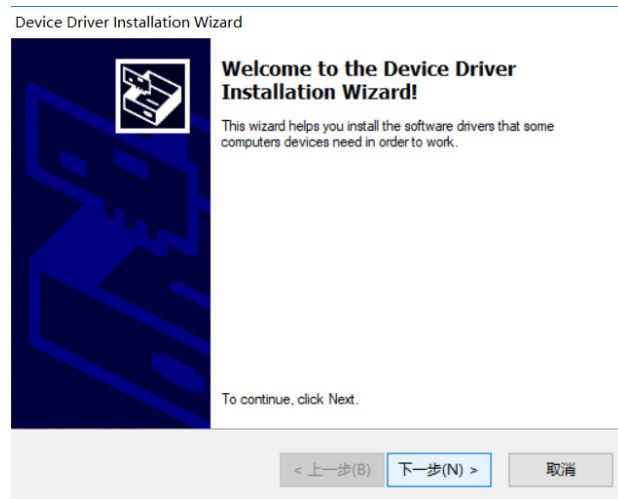 Device Driver Installation Wizard
Welcome to the Device Driver
Installation Wizard!
This wizard helps you install the software drivers that some
computers devices need in order to work.
To continue, click Next.
< 上一步(B)
下一步(N) >
取消